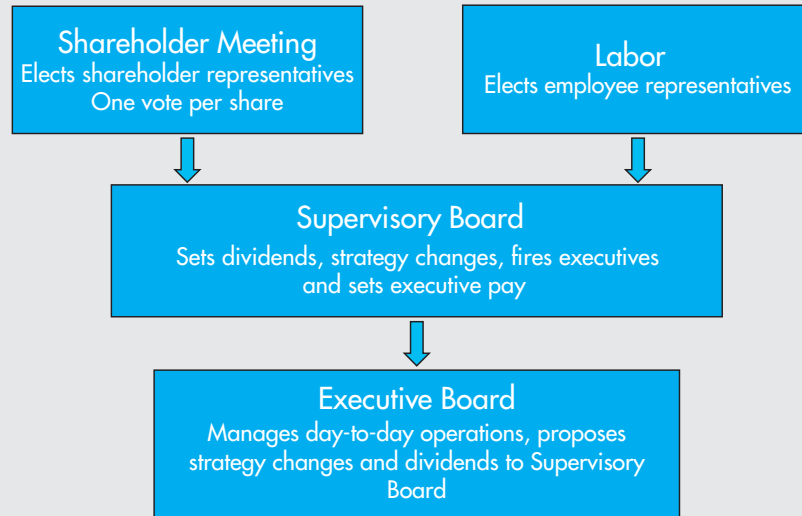 Shareholder Meeting
Elects shareholder representatives
One vote per share
Labor
Elects employee representatives
Supervisory Board
Sets dividends, strategy changes, fires executives
and sets executive pay
Executive Board
Manages day-to-day operations, proposes
strategy changes and dividends to Supervisory
Board